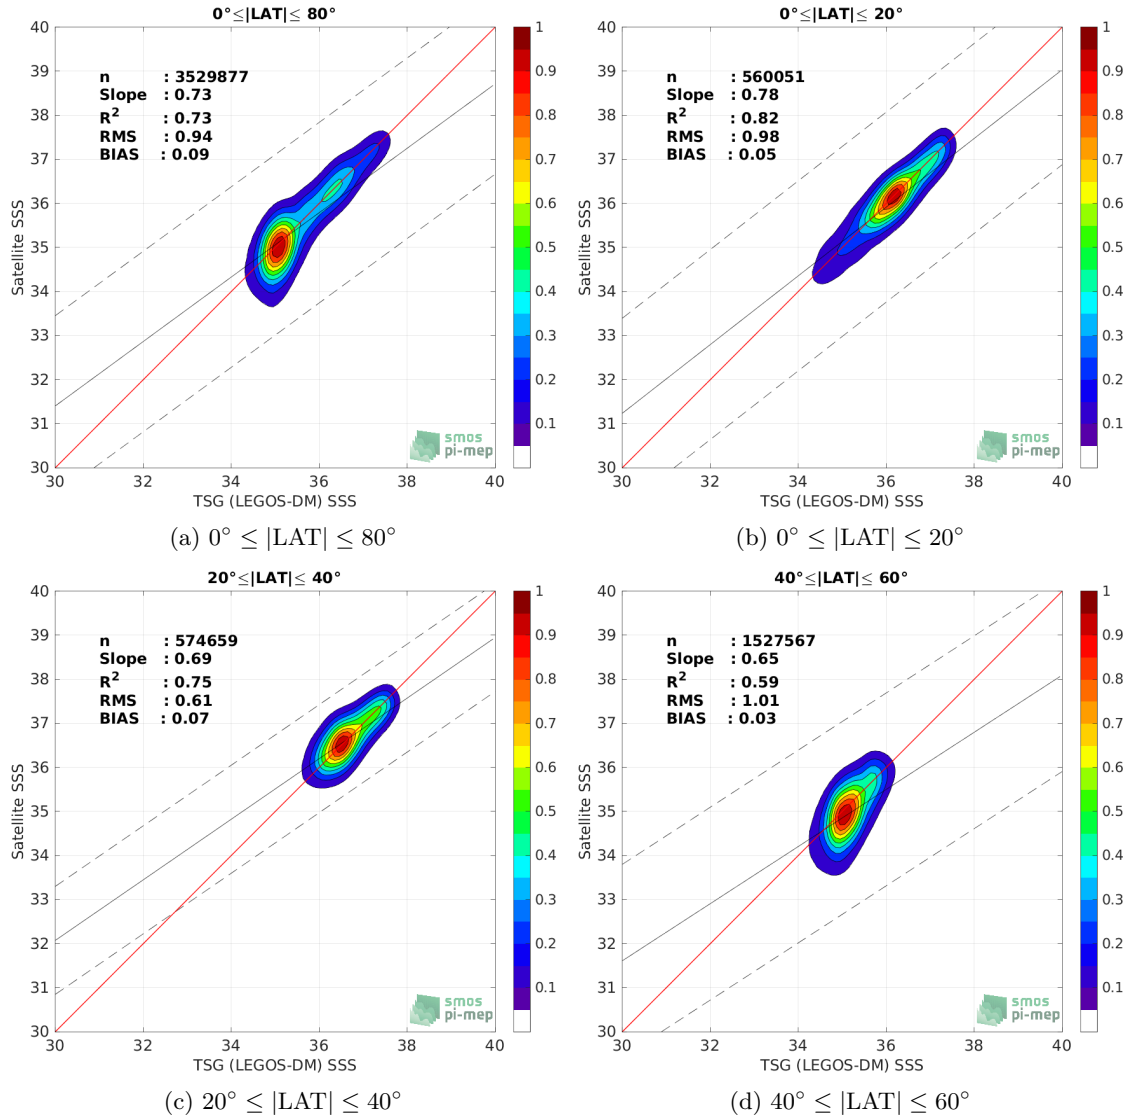 0°≤|LAT|≤ 80°
40
39
38
37
36
35
34
33
32
31
30
Satellite SSS
n : 3529877
Slope : 0.73
R² : 0.73
RMS : 0.94
BIAS : 0.09
smos
pi-mep
30 32 34 36 38 40
TSG (LEGOS-DM) SSS
1
0.9
0.8
0.7
0.6
0.5
0.4
0.3
0.2
0.1
(a) 0° ≤ |LAT| ≤ 80°
0°≤|LAT|≤ 20°
40
39
38
37
36
35
34
33
32
31
30
Satellite SSS
n : 560051
Slope : 0.78
R² : 0.82
RMS : 0.98
BIAS : 0.05
smos
pi-mep
30 32 34 36 38 40
TSG (LEGOS-DM) SSS
1
0.9
0.8
0.7
0.6
0.5
0.4
0.3
0.2
0.1
(b) 0° ≤ |LAT| ≤ 20°
20°≤|LAT|≤ 40°
40
39
38
37
36
35
34
33
32
31
30
Satellite SSS
n : 574659
Slope : 0.69
R² : 0.75
RMS : 0.61
BIAS : 0.07
smos
pi-mep
30 32 34 36 38 40
TSG (LEGOS-DM) SSS
1
0.9
0.8
0.7
0.6
0.5
0.4
0.3
0.2
0.1
(c) 20° ≤ |LAT| ≤ 40°
40°≤|LAT|≤ 60°
40
39
38
37
36
35
34
33
32
31
30
Satellite SSS
n : 1527567
Slope : 0.65
R² : 0.59
RMS : 1.01
BIAS : 0.03
smos
pi-mep
30 32 34 36 38 40
TSG (LEGOS-DM) SSS
1
0.9
0.8
0.7
0.6
0.5
0.4
0.3
0.2
0.1
(d) 40° ≤ |LAT| ≤ 60°